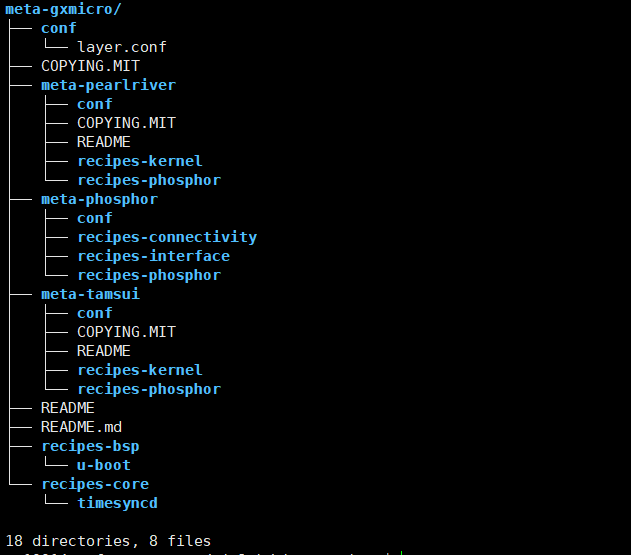 meta-gxmicro/
├── conf
│   └── layer.conf
├── COPYING.MIT
├── meta-pearlriver
│   ├── conf
│   ├── COPYING.MIT
│   ├── README
│   ├── recipes-kernel
│   └── recipes-phosphor
├── meta-phosphor
│   ├── conf
│   ├── recipes-connectivity
│   ├── recipes-interface
│   └── recipes-phosphor
├── meta-tamsui
│   ├── conf
│   ├── COPYING.MIT
│   ├── README
│   ├── recipes-kernel
│   └── recipes-phosphor
├── README
├── README.md
├── recipes-bsp
│   └── u-boot
└── recipes-core
    └── timesyncd
18 directories, 8 files